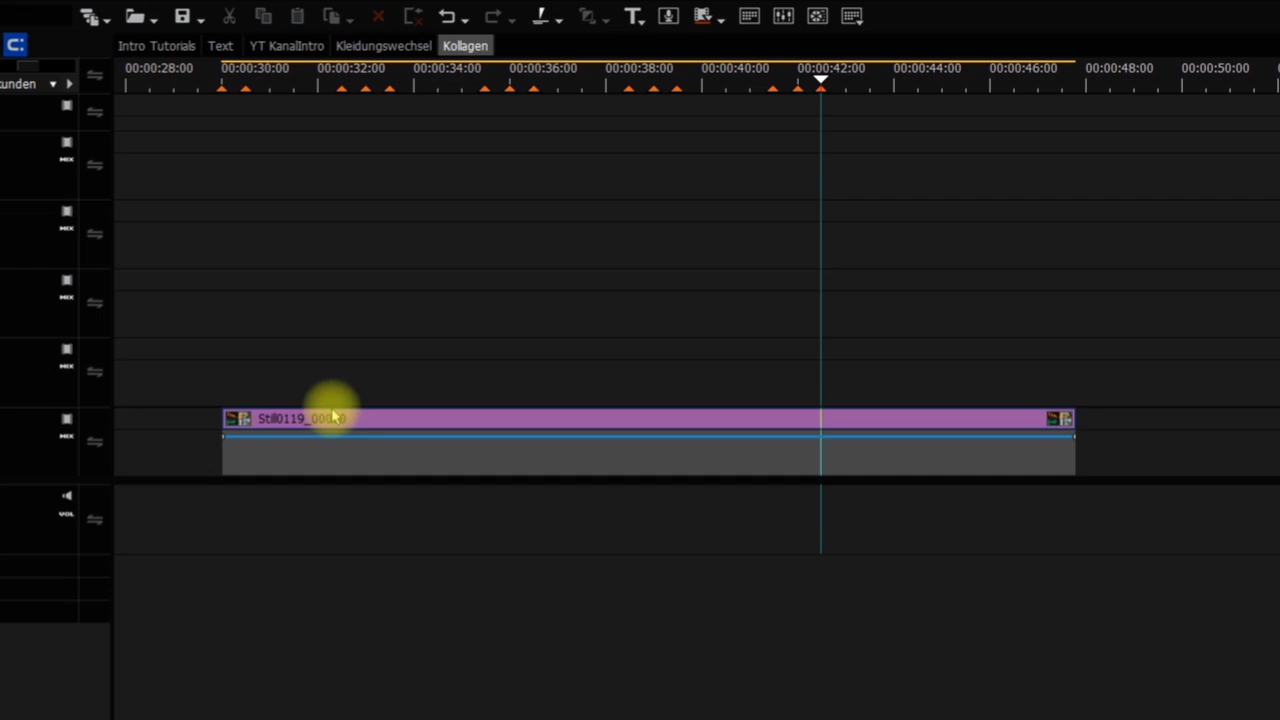 Intro Tutorials Text YT KanalIntro Kleidungswechsel Kollagen
00:00:28:00 00:00:30:00 00:00:32:00 00:00:34:00 00:00:36:00 00:00:38:00 00:00:40:00 00:00:42:00 00:00:44:00 00:00:46:00 00:00:48:00 00:00:50:00
kunden
MIX
MIX
MIX
MIX
Still0119_00000
MIX
VOL